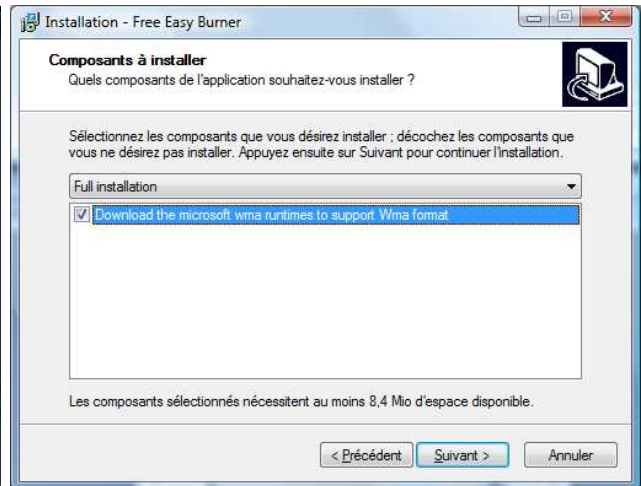 Installation - Free Easy Burner
Composants à installer
Quels composants de l'application souhaitez-vous installer ?
Sélectionnez les composants que vous désirez installer ; décochez les composants que
vous ne désirez pas installer. Appuyez ensuite sur Suivant pour continuer l'installation.
Full installation
Download the microsoft wma runtimes to support Wma format
Les composants sélectionnés nécessitent au moins 8,4 Mio d'espace disponible.
< Précédent
Suivant >
Annuler